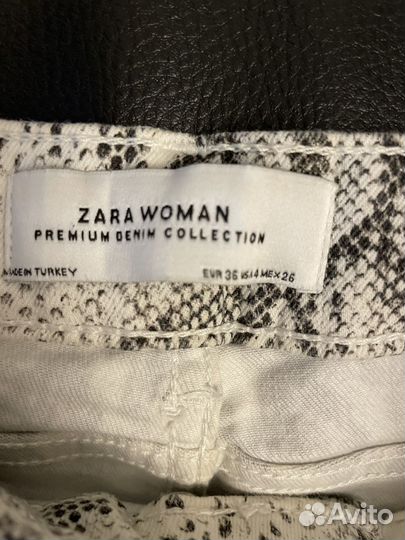 ZARA WOMAN
PREMIUM DENIM COLLECTION
MADE IN TURKEY
EUR 36 USA 4 MEX 26
Avito